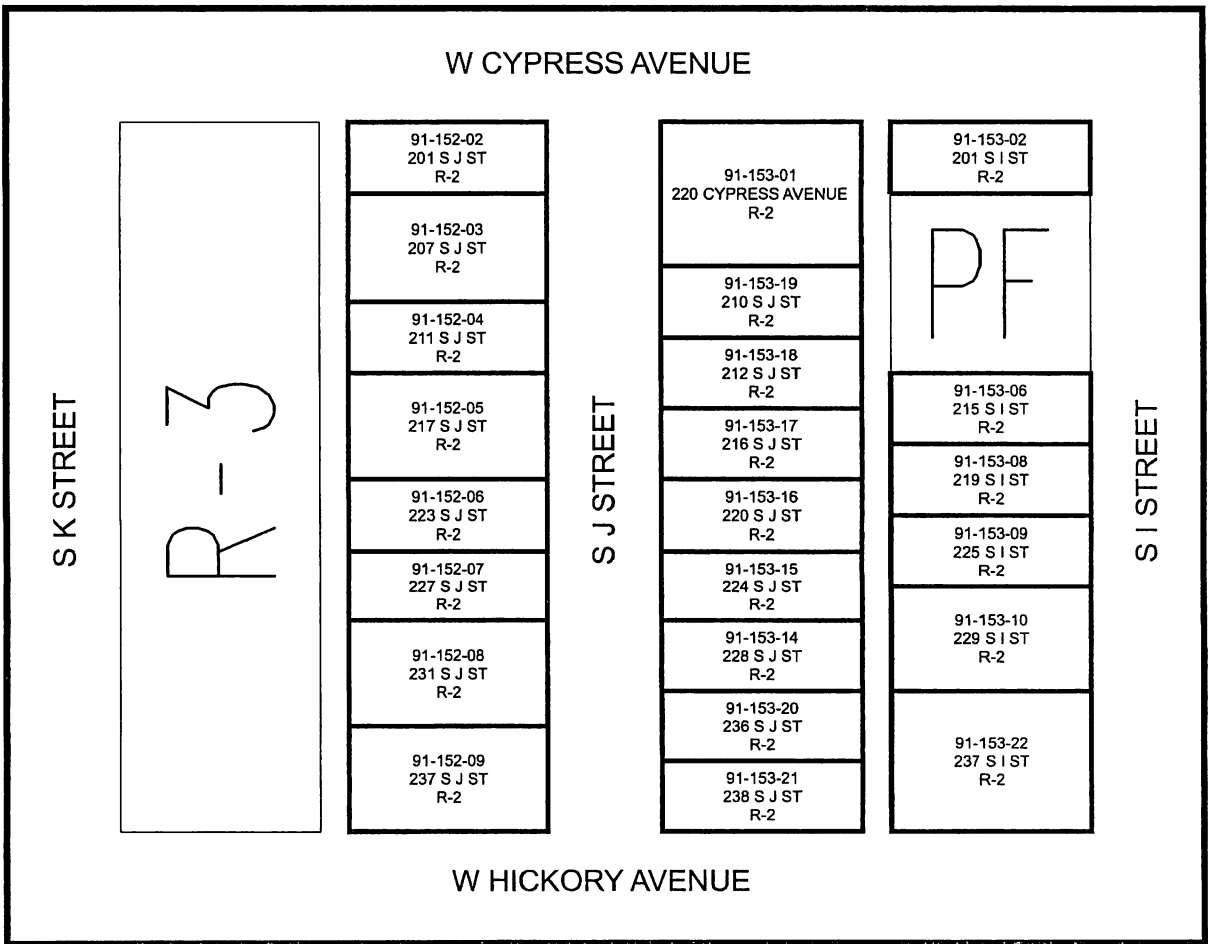 W CYPRESS AVENUE
S K STREET
R-3
91-152-02
201 S J ST
R-2
91-152-03
207 S J ST
R-2
91-152-04
211 S J ST
R-2
91-152-05
217 S J ST
R-2
91-152-06
223 S J ST
R-2
91-152-07
227 S J ST
R-2
91-152-08
231 S J ST
R-2
91-152-09
237 S J ST
R-2
S J STREET
91-153-01
220 CYPRESS AVENUE
R-2
91-153-19
210 S J ST
R-2
91-153-18
212 S J ST
R-2
91-153-17
216 S J ST
R-2
91-153-16
220 S J ST
R-2
91-153-15
224 S J ST
R-2
91-153-14
228 S J ST
R-2
91-153-20
236 S J ST
R-2
91-153-21
238 S J ST
R-2
91-153-02
201 S I ST
R-2
PF
91-153-06
215 S I ST
R-2
91-153-08
219 S I ST
R-2
91-153-09
225 S I ST
R-2
91-153-10
229 S I ST
R-2
91-153-22
237 S I ST
R-2
S I STREET
W HICKORY AVENUE